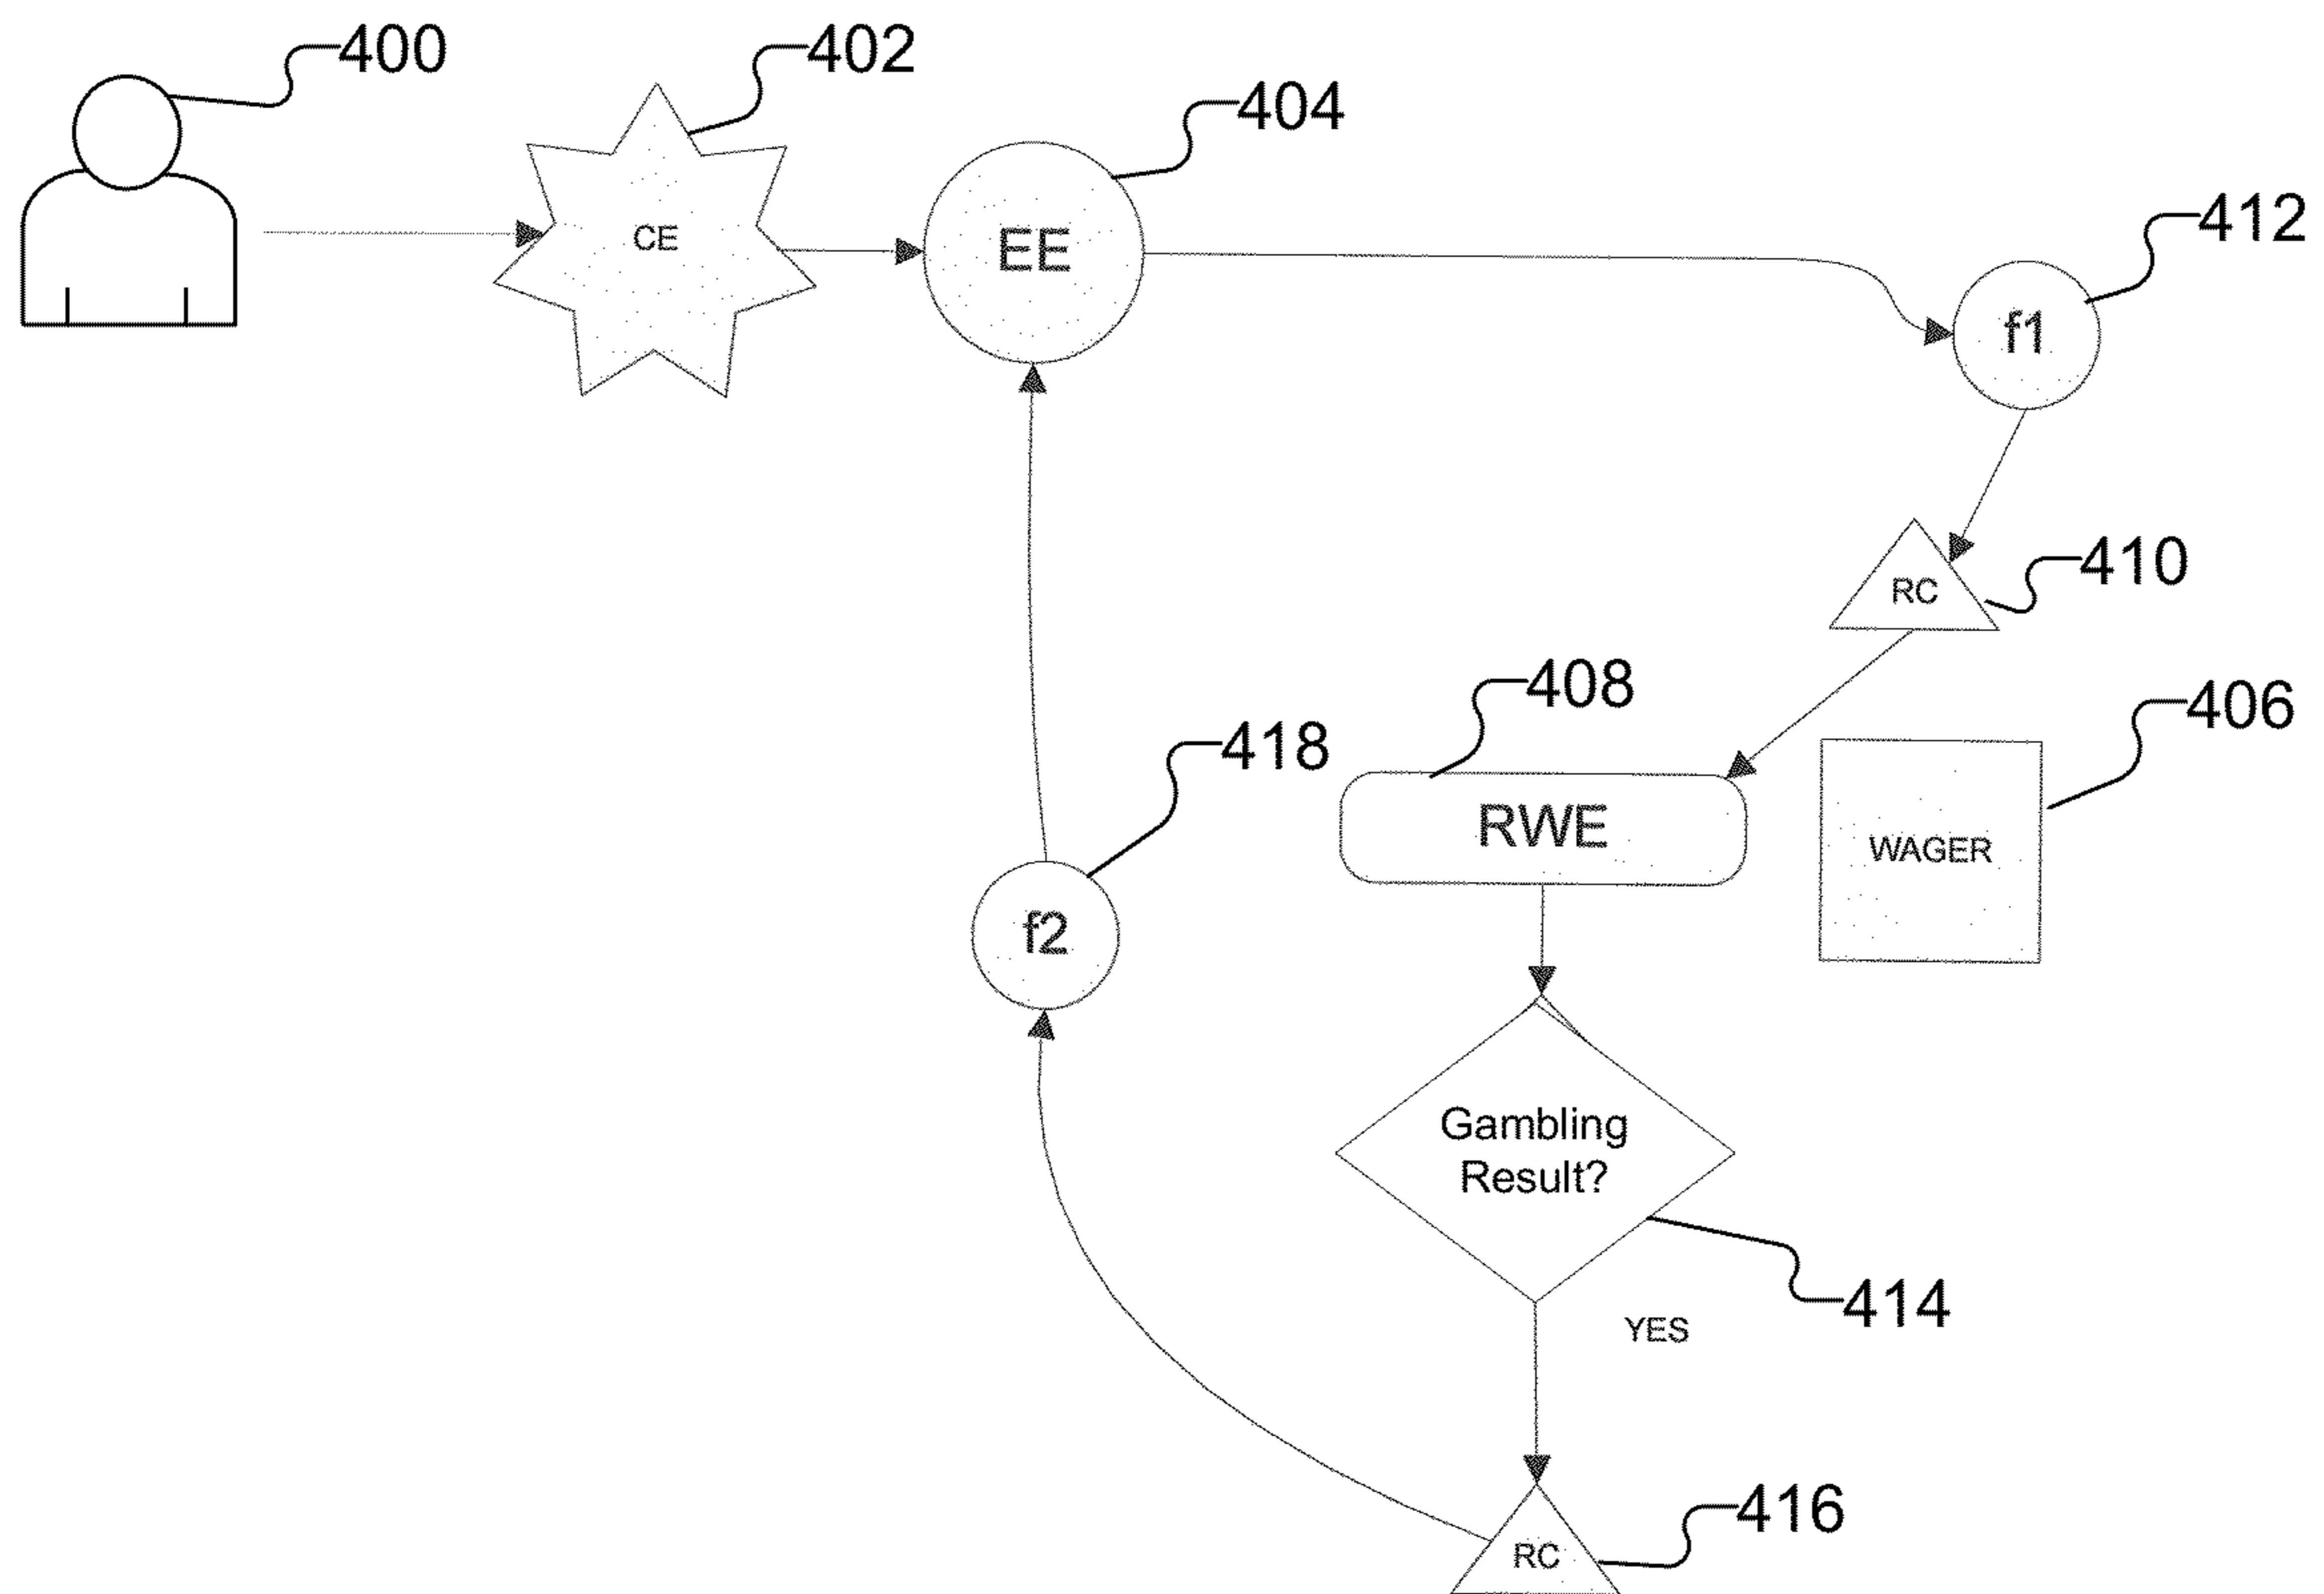 400
402
404
412
CE
EE
f1
410
RC
408
406
418
RWE
WAGER
f2
Gambling
Result?
414
YES
416
RC